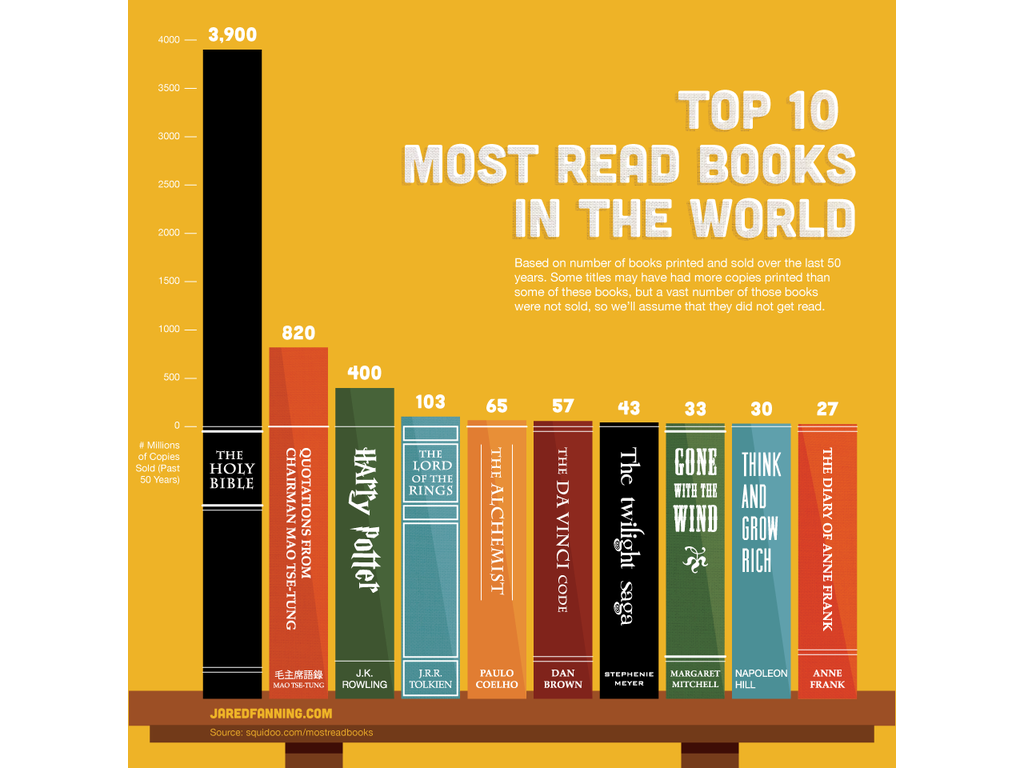 TOP 10
MOST READ BOOKS
IN THE WORLD
Based on number of books printed and sold over the last 50
years. Some titles may have had more copies printed than
some of these books, but a vast number of those books
were not sold, so we'll assume that they did not get read.
4000
3500
3000
2500
2000
1500
1000
500
0
# Millions
of Copies
Sold (Past
50 Years)
3,900
THE
HOLY
BIBLE
820
QUOTATIONS FROM
CHAIRMAN MAO TSE-TUNG
毛主席語錄
MAO TSE-TUNG
400
Harry Potter
J.K.
ROWLING
103
THE
LORD
OF THE
RINGS
J.R.R.
TOLKIEN
65
THE ALCHEMIST
PAULO
COELHO
57
THE DA VINCI CODE
DAN
BROWN
43
The twilight saga
STEPHENIE
MEYER
33
GONE
WITH THE
WIND
MARGARET
MITCHELL
30
THINK
AND
GROW
RICH
NAPOLEON
HILL
27
THE DIARY OF ANNE FRANK
ANNE
FRANK
JAREDFANNING.COM
Source: squidoo.com/mostreadbooks